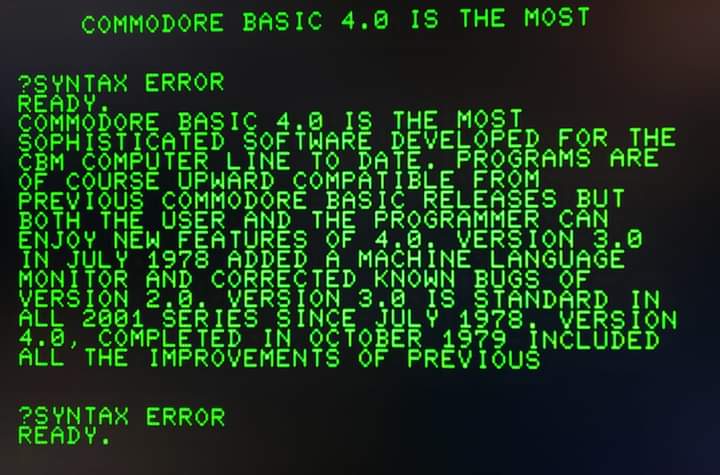 COMMODORE BASIC 4.0 IS THE MOST
?SYNTAX ERROR
READY.
COMMODORE BASIC 4.0 IS THE MOST
SOPHISTICATED SOFTWARE DEVELOPED FOR THE
CBM COMPUTER LINE TO DATE. PROGRAMS ARE
OF COURSE UPWARD COMPATIBLE FROM
PREVIOUS COMMODORE BASIC RELEASES BUT
BOTH THE USER AND THE PROGRAMMER CAN
ENJOY NEW FEATURES OF 4.0. VERSION 3.0
IN JULY 1978 ADDED A MACHINE LANGUAGE
MONITOR AND CORRECTED KNOWN BUGS OF
VERSION 2.0. VERSION 3.0 IS STANDARD IN
ALL 2001 SERIES SINCE JULY 1978. VERSION
4.0, COMPLETED IN OCTOBER 1979 INCLUDED
ALL THE IMPROVEMENTS OF PREVIOUS
?SYNTAX ERROR
READY.